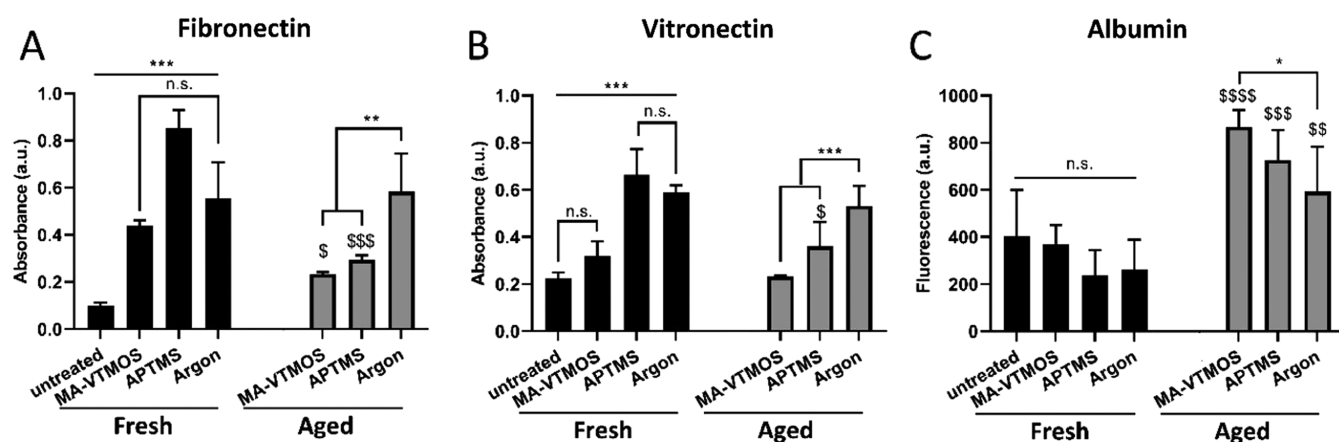 A
Fibronectin
***
n.s.
**
Absorbance (a.u.)
1.0
0.8
0.6
0.4
0.2
0.0
$
$$$
untreated
MA-VTMOS
APTMS
Argon
MA-VTMOS
APTMS
Argon
Fresh
Aged
B
Vitronectin
***
n.s.
n.s.
***
$
Absorbance (a.u.)
1.0
0.8
0.6
0.4
0.2
0.0
untreated
MA-VTMOS
APTMS
Argon
MA-VTMOS
APTMS
Argon
Fresh
Aged
C
Albumin
*
$$$$
$$$
$$
n.s.
Fluorescence (a.u.)
1000
800
600
400
200
0
untreated
MA-VTMOS
APTMS
Argon
MA-VTMOS
APTMS
Argon
Fresh
Aged